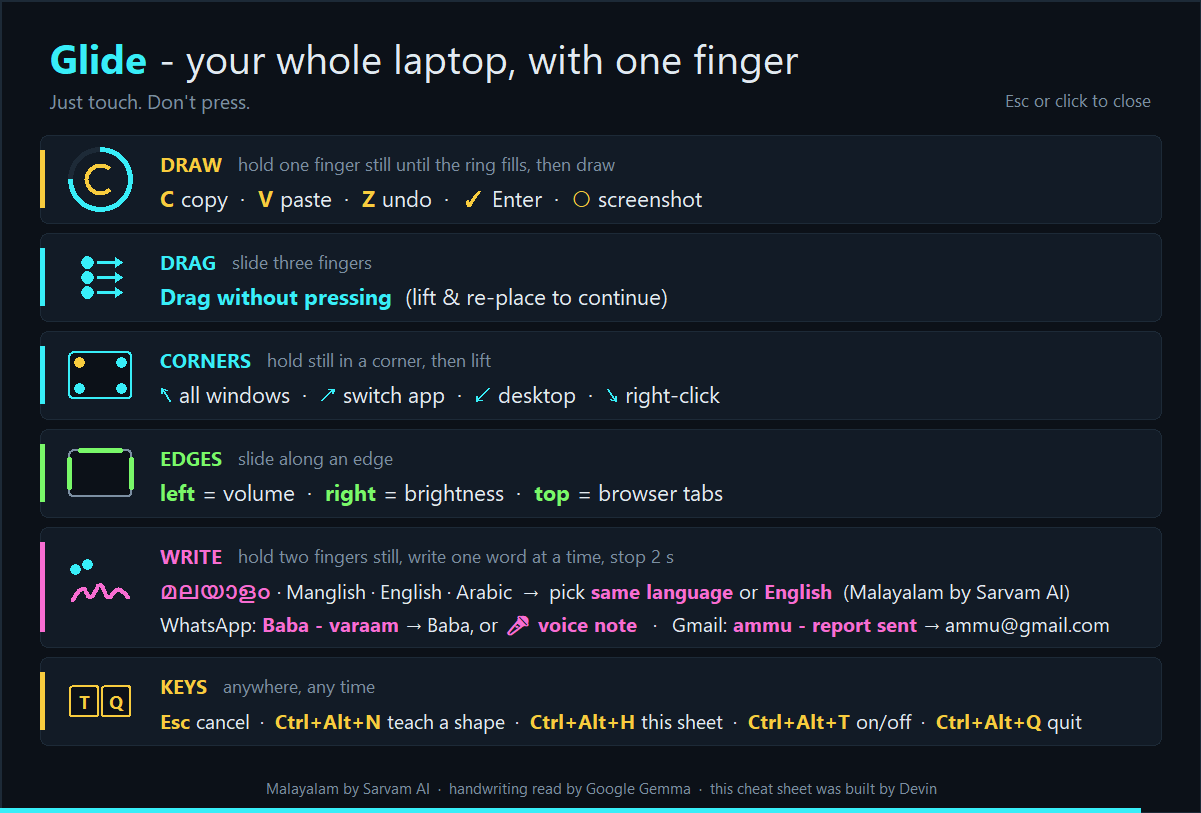 Glide - your whole laptop, with one finger
Just touch. Don't press.
Esc or click to close
C
DRAW hold one finger still until the ring fills, then draw
C copy · V paste · Z undo · ✓ Enter · ○ screenshot
DRAG slide three fingers
Drag without pressing (lift & re-place to continue)
CORNERS hold still in a corner, then lift
↖ all windows · ↗ switch app · ↙ desktop · ↘ right-click
EDGES slide along an edge
left = volume · right = brightness · top = browser tabs
WRITE hold two fingers still, write one word at a time, stop 2 s
മലയാളം · Manglish · English · Arabic → pick same language or English (Malayalam by Sarvam AI)
WhatsApp: Baba - varaam → Baba, or 🎤 voice note · Gmail: ammu - report sent → ammu@gmail.com
T Q
KEYS anywhere, any time
Esc cancel · Ctrl+Alt+N teach a shape · Ctrl+Alt+H this sheet · Ctrl+Alt+T on/off · Ctrl+Alt+Q quit
Malayalam by Sarvam AI · handwriting read by Google Gemma · this cheat sheet was built by Devin